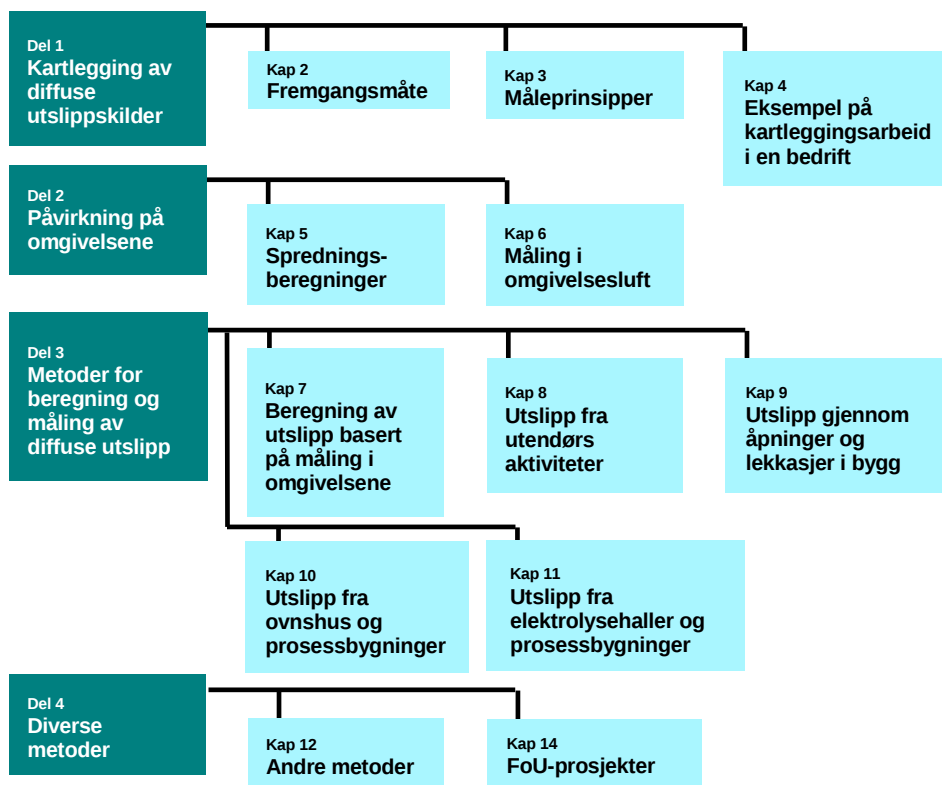 Del 1
Kartlegging av
diffuse
utslippskilder
Kap 2
Fremgangsmåte
Kap 3
Måleprinsipper
Kap 4
Eksempel på
kartleggingsarbeid
i en bedrift
Del 2
Påvirkning på
omgivelsene
Kap 5
Sprednings-
beregninger
Kap 6
Måling i
omgivelsesluft
Del 3
Metoder for
beregning og
måling av
diffuse utslipp
Kap 7
Beregning av
utslipp basert
på måling i
omgivelsene
Kap 8
Utslipp fra
utendørs
aktiviteter
Kap 9
Utslipp gjennom
åpninger og
lekkasjer i bygg
Kap 10
Utslipp fra
ovnshus og
prosessbygninger
Kap 11
Utslipp fra
elektrolysehaller og
prosessbygninger
Del 4
Diverse
metoder
Kap 12
Andre metoder
Kap 14
FoU-prosjekter